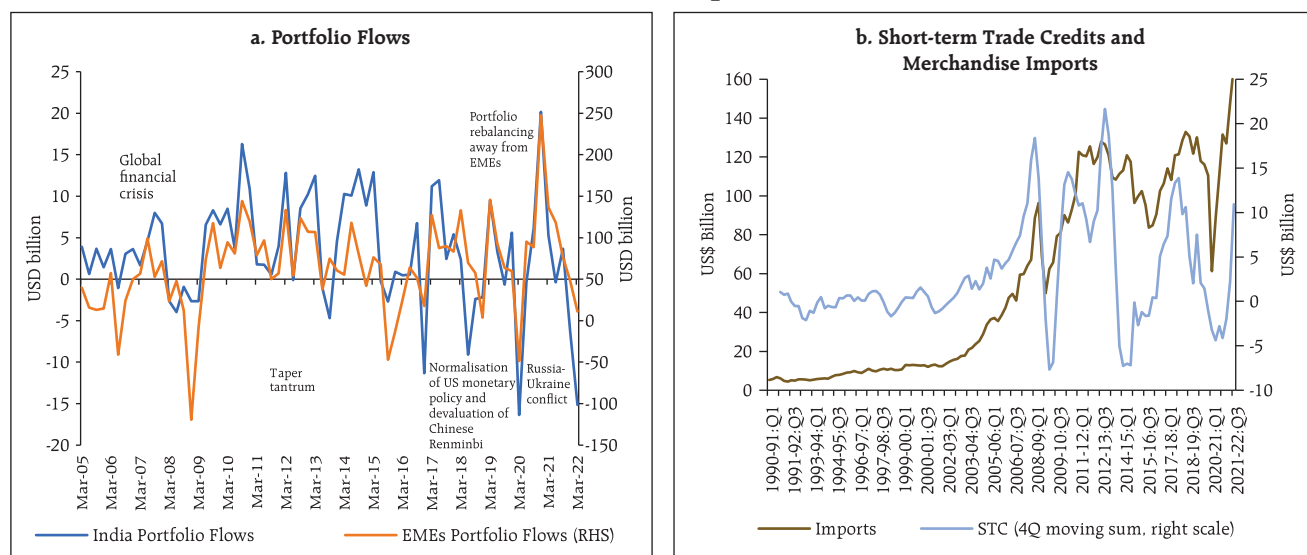 a. Portfolio Flows
USD billion
25
20
15
10
5
0
-5
-10
-15
-20
300
250
200
150
100
50
0
-50
-100
-150
USD billion
Global
financial
crisis
Taper
tantrum
Portfolio
rebalancing
away from
EMEs
Normalisation
of US monetary
policy and
devaluation of
Chinese
Renminbi
Russia-
Ukraine
conflict
Mar-05
Mar-06
Mar-07
Mar-08
Mar-09
Mar-10
Mar-11
Mar-12
Mar-13
Mar-14
Mar-15
Mar-16
Mar-17
Mar-18
Mar-19
Mar-20
Mar-21
Mar-22
India Portfolio Flows
EMEs Portfolio Flows (RHS)
b. Short-term Trade Credits and
Merchandise Imports
US$ Billion
160
140
120
100
80
60
40
20
0
25
20
15
10
5
0
-5
-10
US$ Billion
1990-91:Q1
1991-92:Q3
1993-94:Q1
1994-95:Q3
1996-97:Q1
1997-98:Q3
1999-00:Q1
2000-01:Q3
2002-03:Q1
2003-04:Q3
2005-06:Q1
2006-07:Q3
2008-09:Q1
2009-10:Q3
2011-12:Q1
2012-13:Q3
2014-15:Q1
2015-16:Q3
2017-18:Q1
2018-19:Q3
2020-21:Q1
2021-22:Q3
Imports
STC (4Q moving sum, right scale)